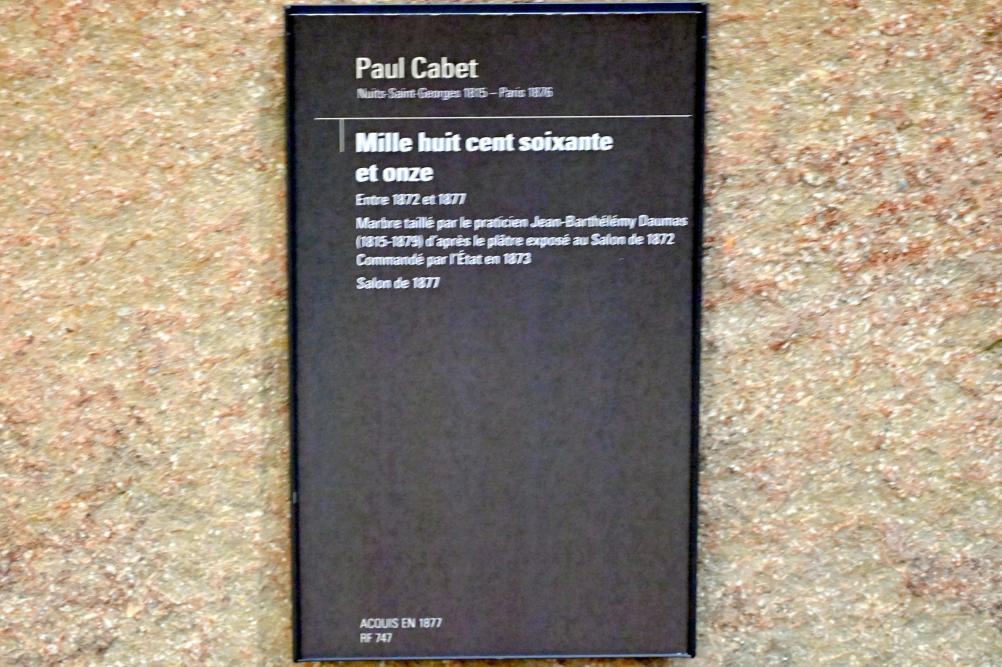 Paul Cabet
Nuits-Saint-Georges 1815 – Paris 1876
Mille huit cent soixante
et onze
Entre 1872 et 1877
Marbre taillé par le praticien Jean-Barthélémy Daumas
(1815-1879) d'après le plâtre exposé au Salon de 1872
Commandé par l'État en 1873
Salon de 1877
ACQUIS EN 1877
RF 747